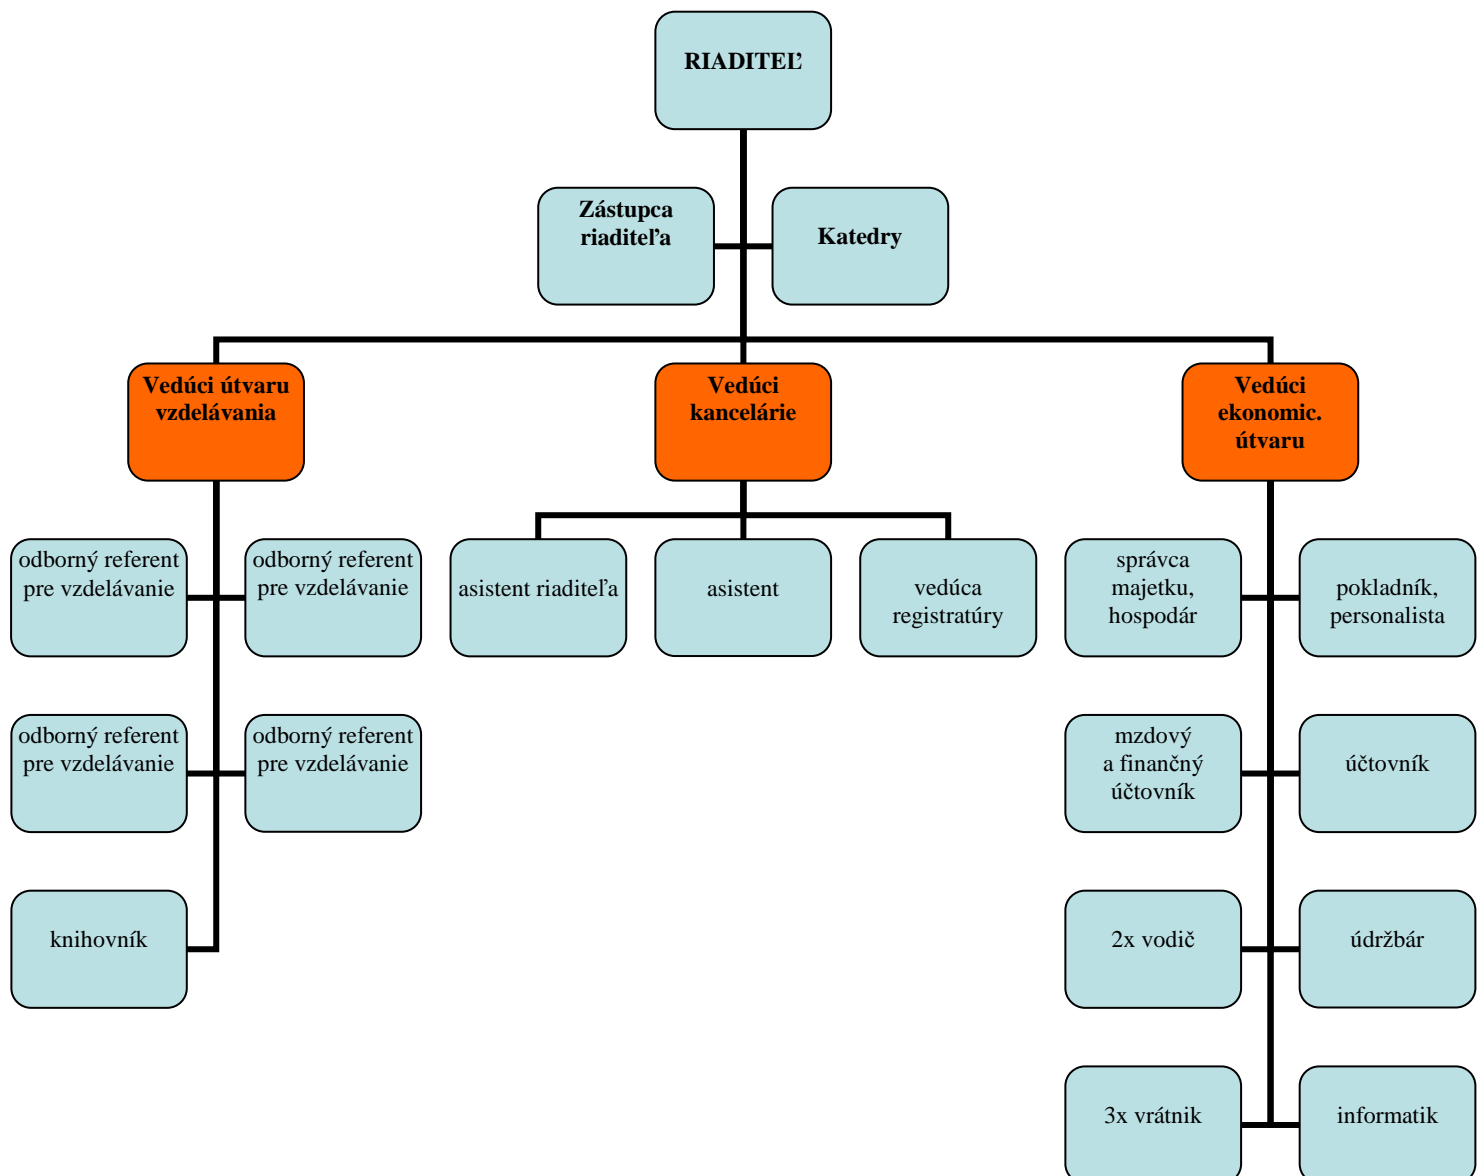 RIADITEĽ
Zástupca
riaditeľa
Katedry
Vedúci útvaru
vzdelávania
Vedúci
kancelárie
Vedúci
ekonomic.
útvaru
odborný referent
pre vzdelávanie
odborný referent
pre vzdelávanie
asistent riaditeľa
asistent
vedúca
registratúry
správca
majetku,
hospodár
pokladník,
personalista
odborný referent
pre vzdelávanie
odborný referent
pre vzdelávanie
mzdový
a finančný
účtovník
účtovník
knihovník
2x vodič
údržbár
3x vrátnik
informatik